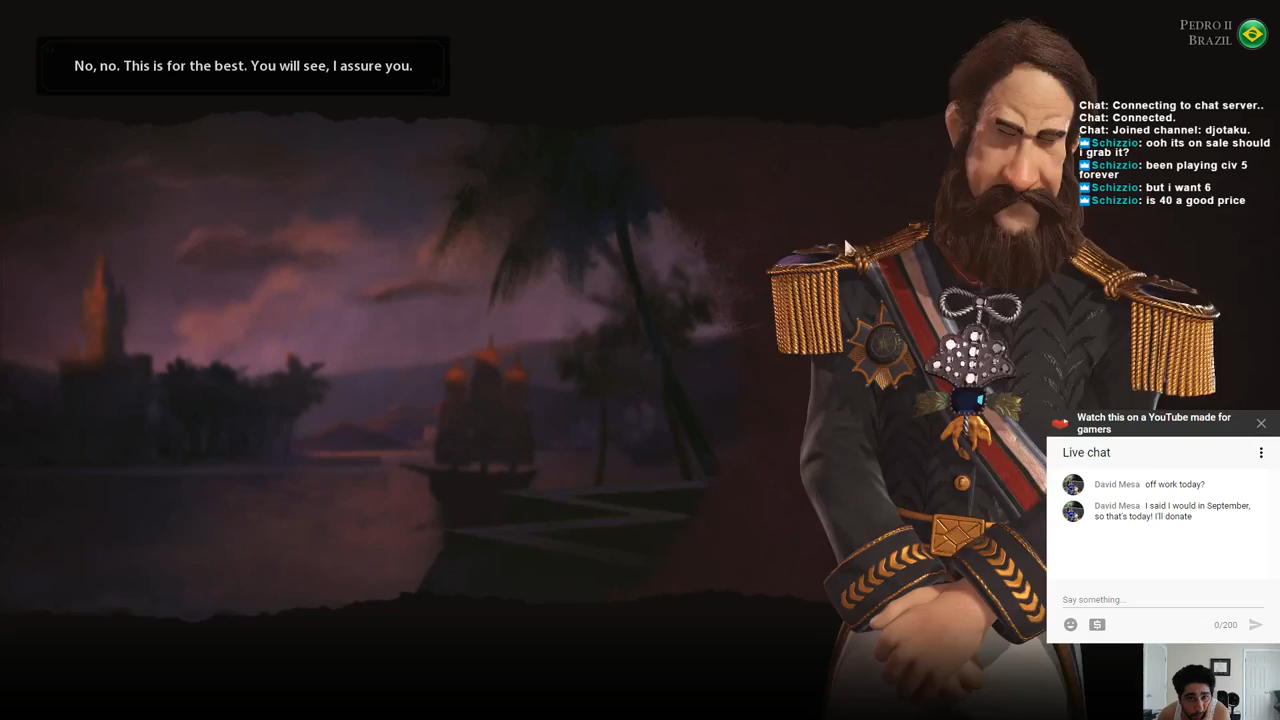 No, no. This is for the best. You will see, I assure you.
PEDRO II
BRAZIL
Chat: Connecting to chat server..
Chat: Connected.
Chat: Joined channel: djotaku.
Schizzio: ooh its on sale should
i grab it?
Schizzio: been playing civ 5
forever
Schizzio: but i want 6
Schizzio: is 40 a good price
Watch this on a YouTube made for
gamers
Live chat
David Mesa off work today?
David Mesa I said I would in September,
so that's today! I'll donate
Say something...
0/200